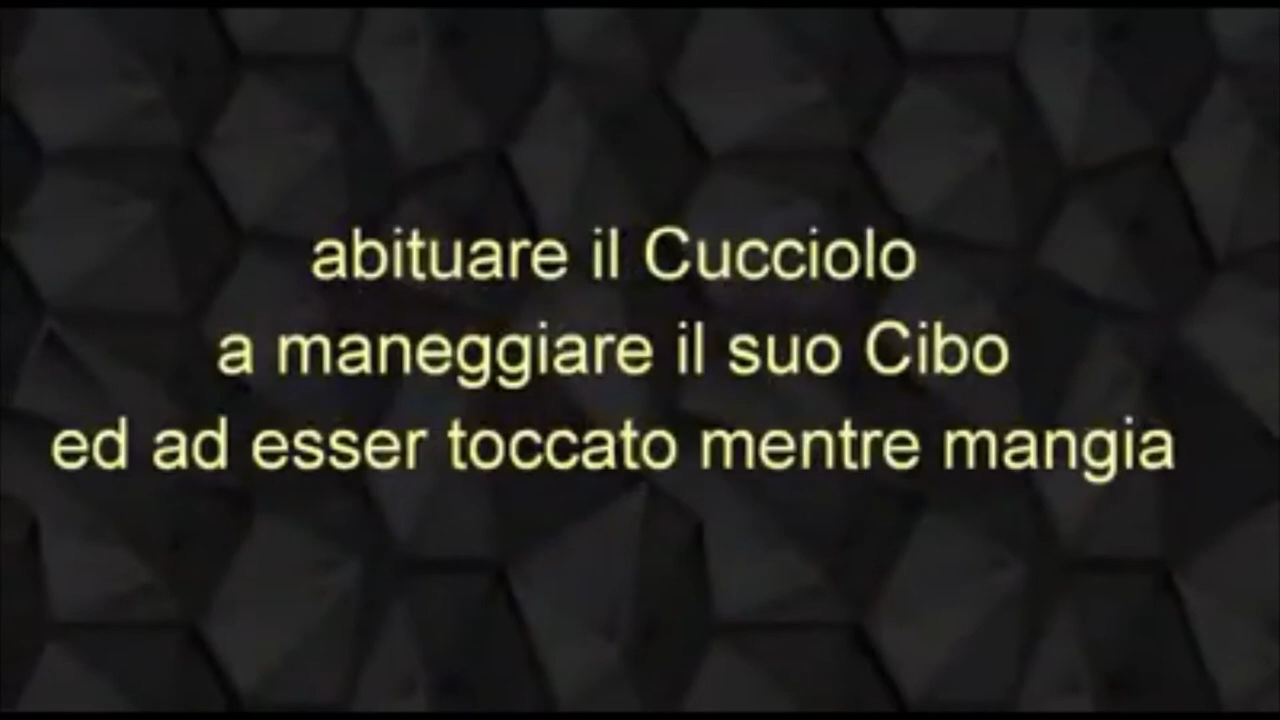 abituare il Cucciolo
a maneggiare il suo Cibo
ed ad esser toccato mentre mangia